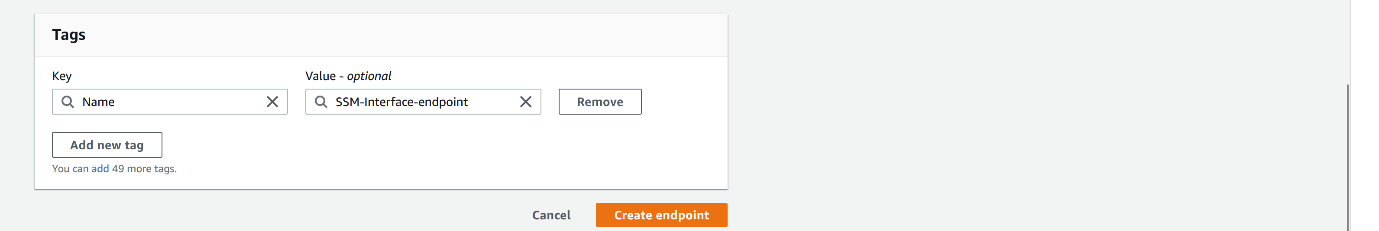 Tags
Key
Value - optional
Name
SSM-Interface-endpoint
Remove
Add new tag
You can add 49 more tags.
Cancel
Create endpoint